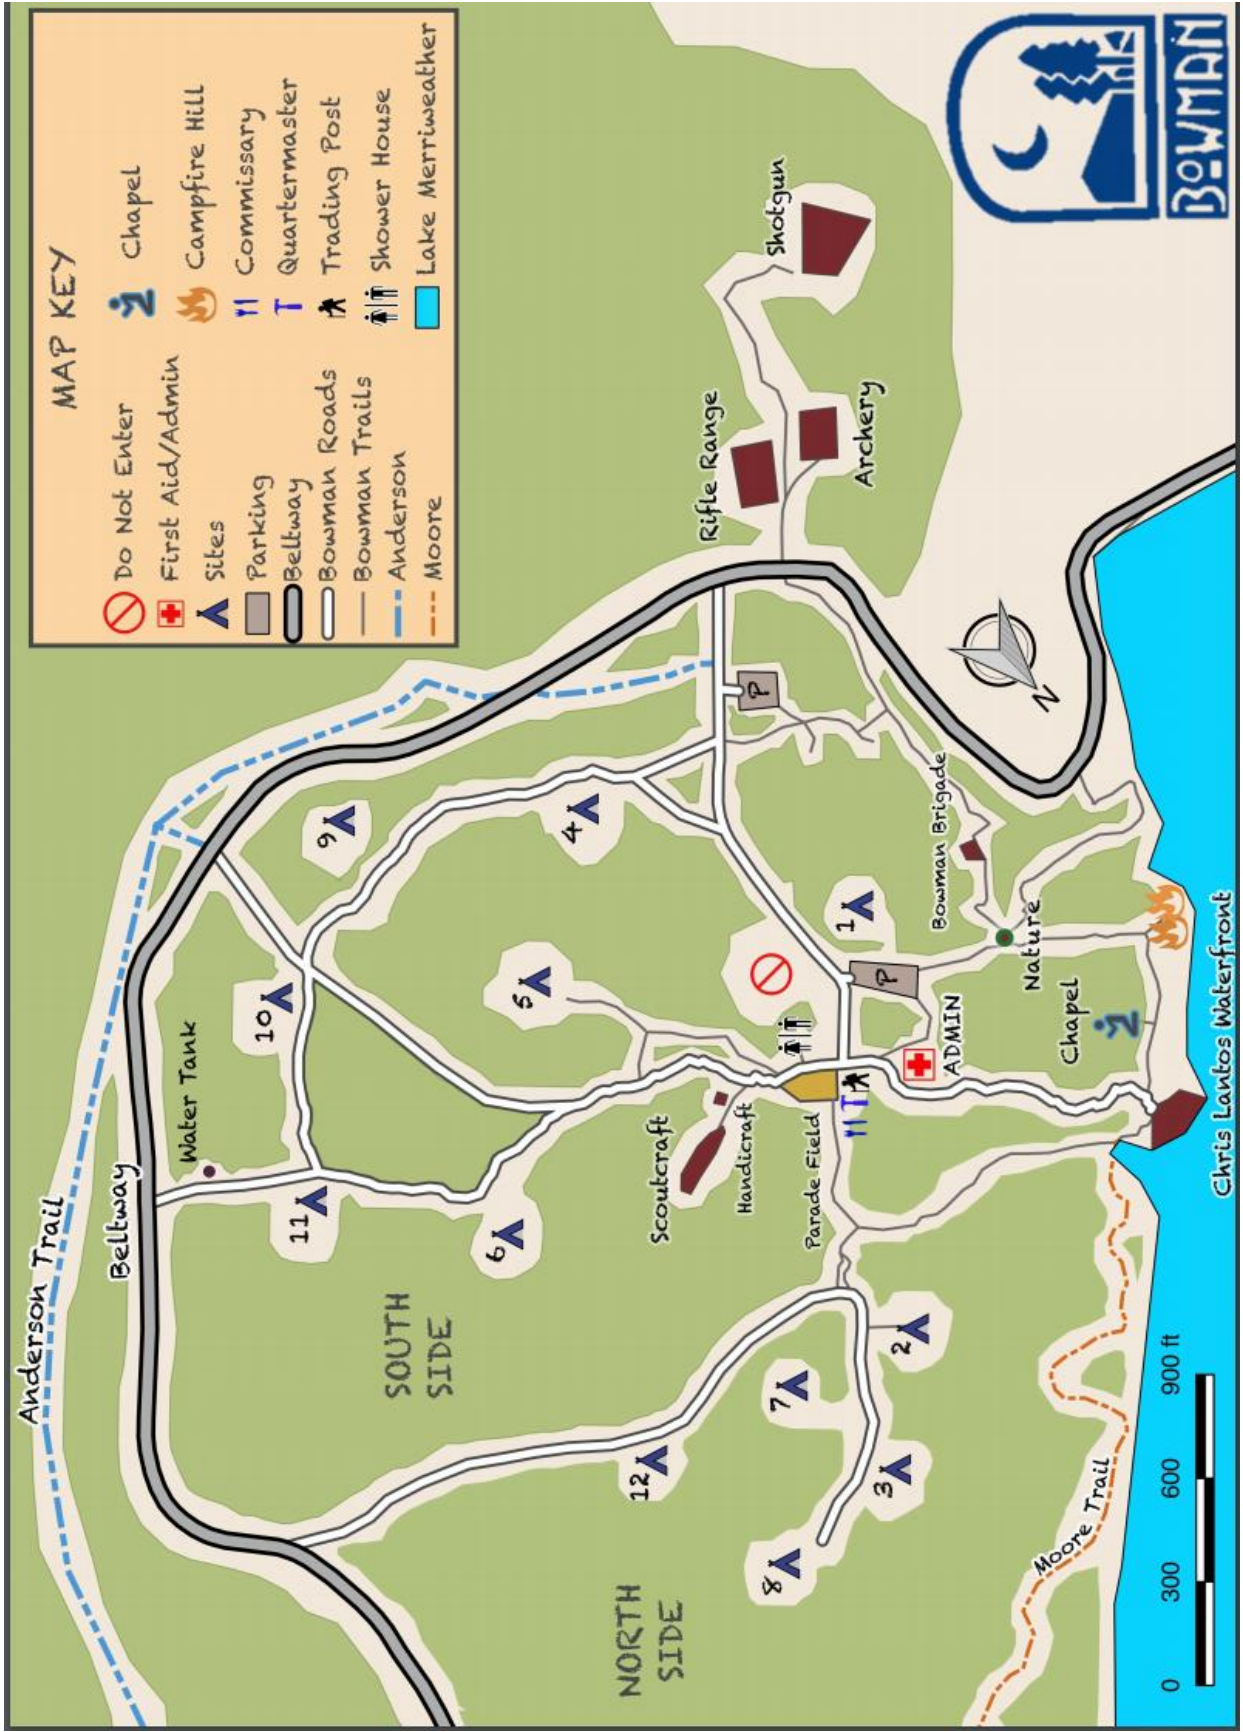 MAP KEY
Do Not Enter
First Aid/Admin
Sites
Parking
Beltway
Bowman Roads
Bowman Trails
Anderson
Moore
Chapel
Campfire Hill
Commissary
Quartermaster
Trading Post
Shower House
Lake Merriweather
Anderson Trail
Beltway
Water Tank
11
10
9
SOUTH
SIDE
6
5
4
NORTH
SIDE
12
Scoutcraft
Rifle Range
Handicraft
Shotgun
8
7
Parade Field
P
1
Archery
3
2
P
ADMIN
Bowman Brigade
Nature
N
Chapel
Moore Trail
0 300 600 900 ft
Chris Lantos Waterfront
BOWMAN